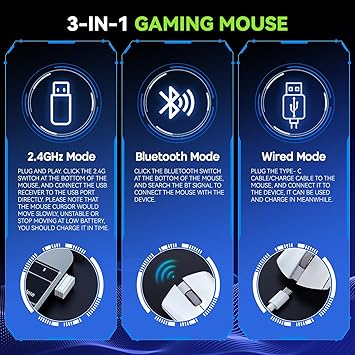 3-IN-1 GAMING MOUSE
2.4GHz Mode
PLUG AND PLAY. CLICK THE 2.4G
SWITCH AT THE BOTTOM OF THE
MOUSE, AND CONNECT THE USB
RECEIVER TO THE USB PORT
DIRECTLY. PLEASE NOTE THAT
THE MOUSE CURSOR WOULD
MOVE SLOWLY, UNSTABLE OR
STOP MOVING AT LOW BATTERY,
YOU SHOULD CHARGE IT IN TIME.
Bluetooth Mode
CLICK THE BLUETOOTH SWITCH
AT THE BOTTOM OF THE MOUSE,
AND SEARCH THE BT SIGNAL TO
CONNECT THE MOUSE WITH THE
DEVICE.
Wired Mode
PLUG THE TYPE- C
CABLE/CHARGE CABLE TO THE
MOUSE, AND CONNECT IT TO
THE DEVICE, IT CAN BE USED
AND CHARGE IN MEANWHILE.